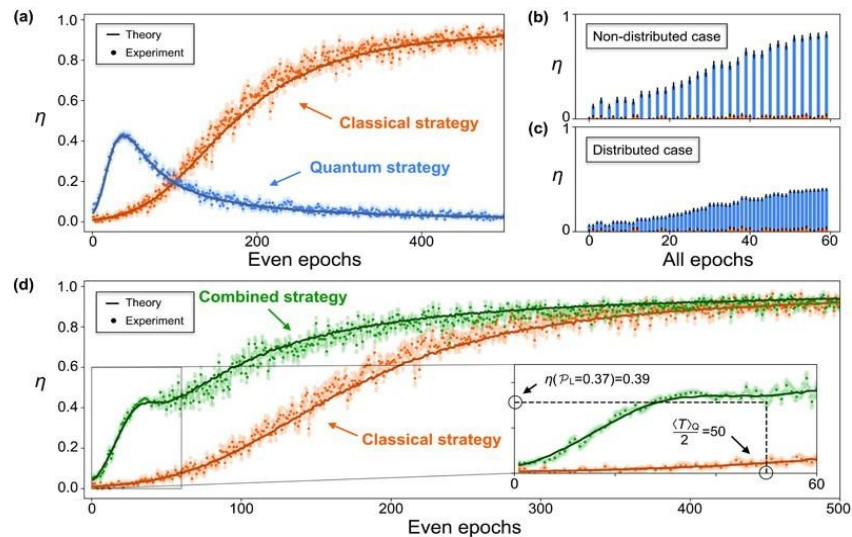 (a)
1.0
0.8
0.6
0.4
0.2
0.0
η
Theory
Experiment
Classical strategy
Quantum strategy
0
200
400
Even epochs
(b)
1
η
0
Non-distributed case
(c)
1
η
0
Distributed case
0
20
40
60
All epochs
(d)
1.0
0.8
0.6
0.4
0.2
0.0
η
Theory
Experiment
Combined strategy
Classical strategy
η(𝒫L=0.37)=0.39
⟨T⟩Q
2
=50
0
60
0
100
200
300
400
500
Even epochs